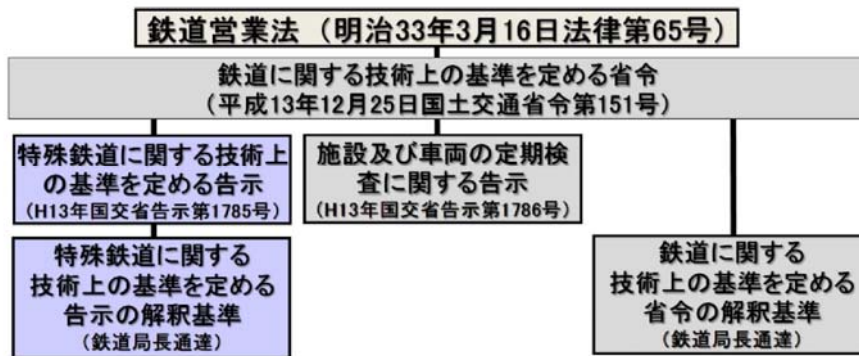 鉄道営業法（明治33年3月16日法律第65号）
鉄道に関する技術上の基準を定める省令
（平成13年12月25日国土交通省令第151号）
特殊鉄道に関する技術上
の基準を定める告示
（H13年国交省告示第1785号）
施設及び車両の定期検
査に関する告示
（H13年国交省告示第1786号）
特殊鉄道に関する
技術上の基準を定める
告示の解釈基準
（鉄道局長通達）
鉄道に関する
技術上の基準を定める
省令の解釈基準
（鉄道局長通達）